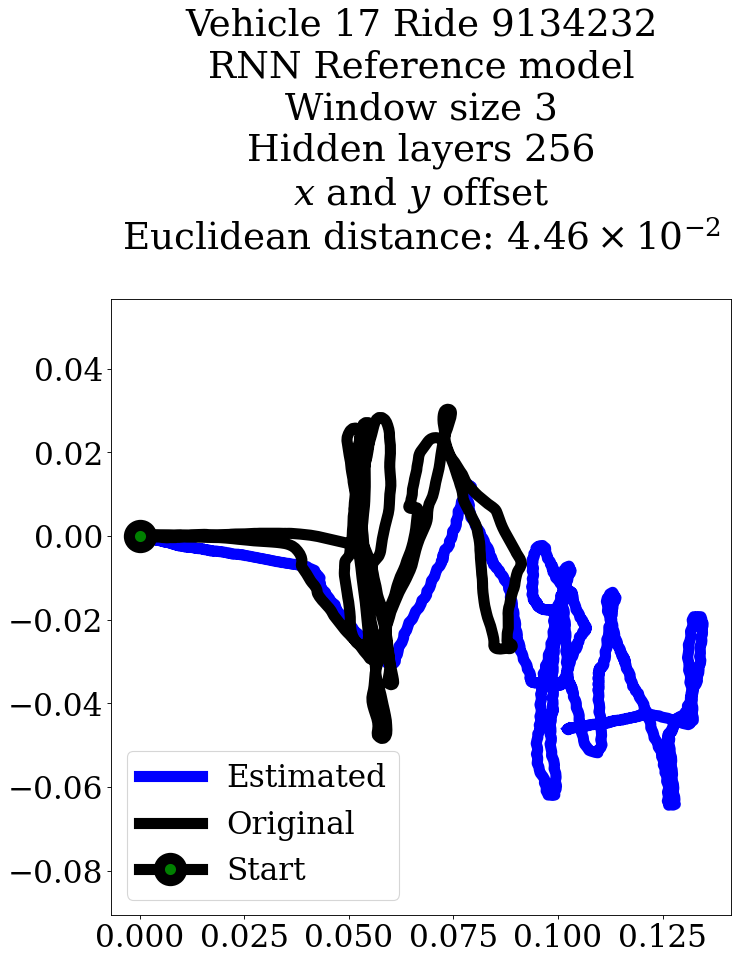 Vehicle 17 Ride 9134232
RNN Reference model
Window size 3
Hidden layers 256
x and y offset
Euclidean distance: 4.46 × 10⁻²
0.04
0.02
0.00
−0.02
−0.04
−0.06
−0.08
Estimated
Original
Start
0.000 0.025 0.050 0.075 0.100 0.125